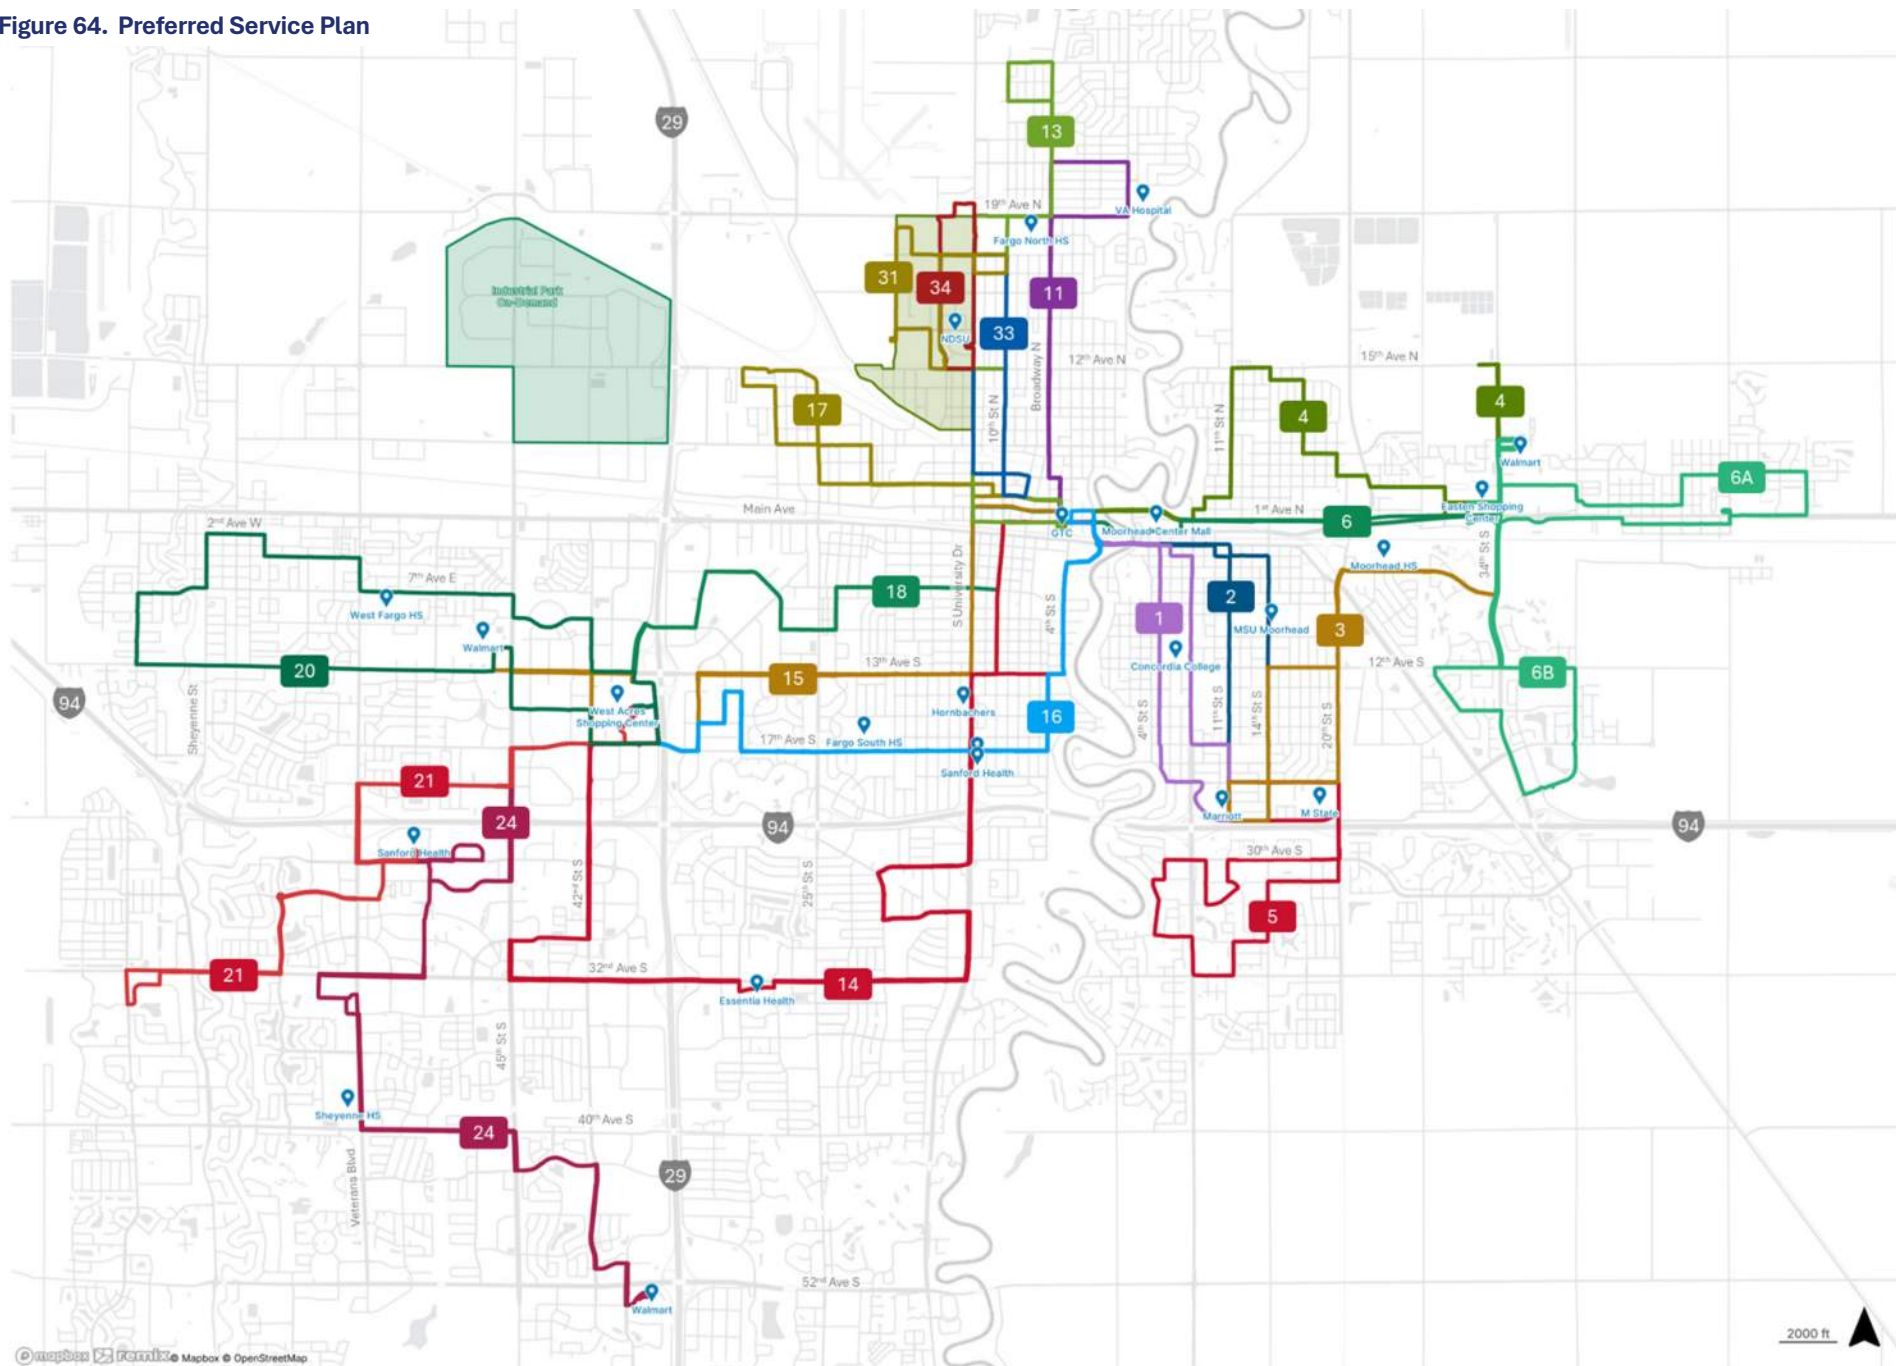 Figure 64. Preferred Service Plan
29
13
VA Hospital
19th Ave N
Fargo North HS
Industrial Park
On-Demand
31
34
11
NDSU
33
Broadway N
12th Ave N
15th Ave N
17
10th St N
11th St N
4
4
Walmart
6A
Main Ave
2nd Ave W
GTC
Moorhead Center Mall
1st Ave N
6
Easten Shopping
Center
Moorhead HS
34th St S
7th Ave E
West Fargo HS
18
S University Dr
4th St S
1
2
MSU Moorhead
3
Walmart
20
13th Ave S
15
Concordia College
12th Ave S
6B
94
Sheyenne St
West Acres
Shopping Center
Hornbachers
16
17th Ave S
Fargo South HS
Sanford Health
4th St S
11th St S
14th St S
20th St S
21
24
Sanford Health
94
Marriott
M State
94
42nd St S
25th St S
30th Ave S
5
21
32nd Ave S
Essentia Health
14
45th St S
Sheyenne HS
24
40th Ave S
Veterans Blvd
29
52nd Ave S
Walmart
2000 ft
mapbox remix © Mapbox © OpenStreetMap